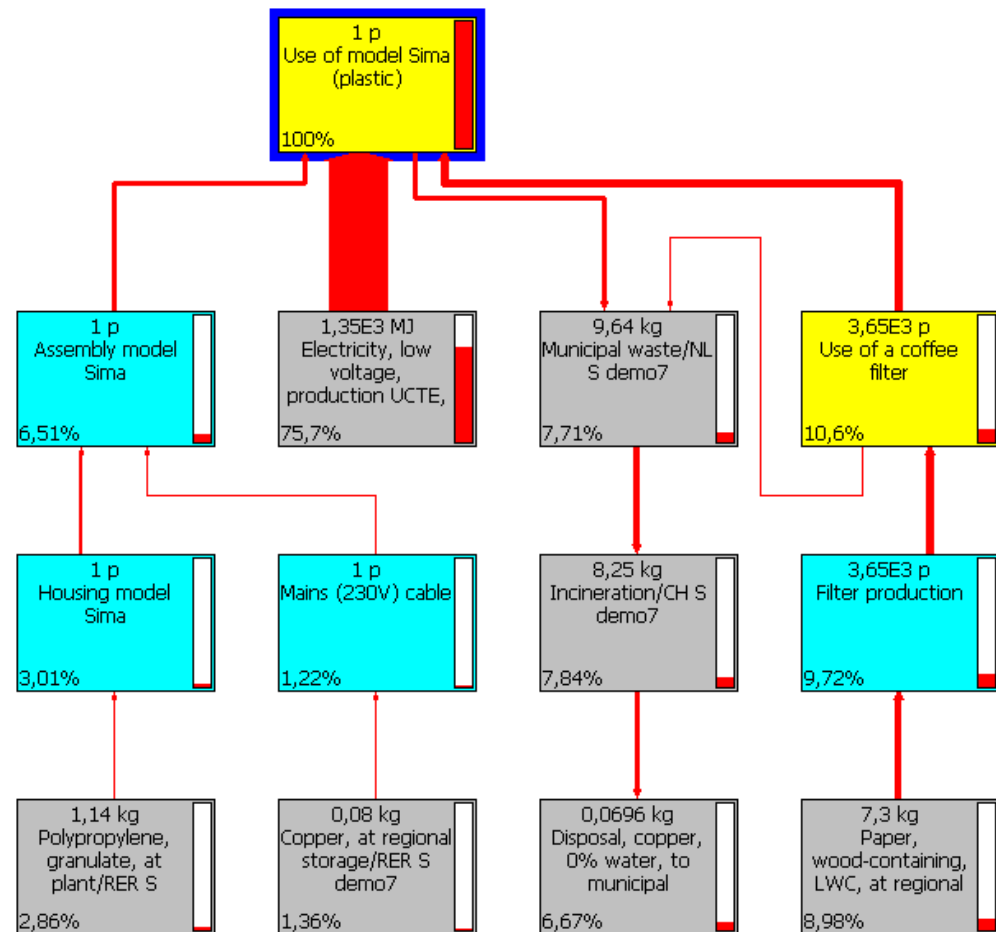 1 p
Use of model Sima
(plastic)
100%
1 p
Assembly model
Sima
6,51%
1,35E3 MJ
Electricity, low
voltage,
production UCTE,
75,7%
9,64 kg
Municipal waste/NL
S demo7
7,71%
3,65E3 p
Use of a coffee
filter
10,6%
1 p
Housing model
Sima
3,01%
1 p
Mains (230V) cable
1,22%
8,25 kg
Incineration/CH S
demo7
7,84%
3,65E3 p
Filter production
9,72%
1,14 kg
Polypropylene,
granulate, at
plant/RER S
2,86%
0,08 kg
Copper, at regional
storage/RER S
demo7
1,36%
0,0696 kg
Disposal, copper,
0% water, to
municipal
6,67%
7,3 kg
Paper,
wood-containing,
LWC, at regional
8,98%